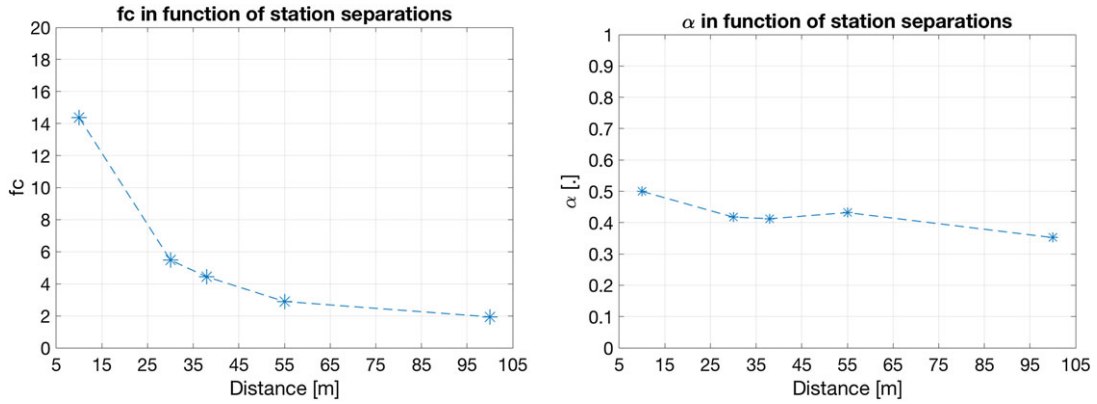 fc in function of station separations
20
18
16
14
12
10
8
6
4
2
0
fc
5 15 25 35 45 55 65 75 85 95 105
Distance [m]
α in function of station separations
1
0.9
0.8
0.7
0.6
0.5
0.4
0.3
0.2
0.1
0
α [.]
5 15 25 35 45 55 65 75 85 95 105
Distance [m]